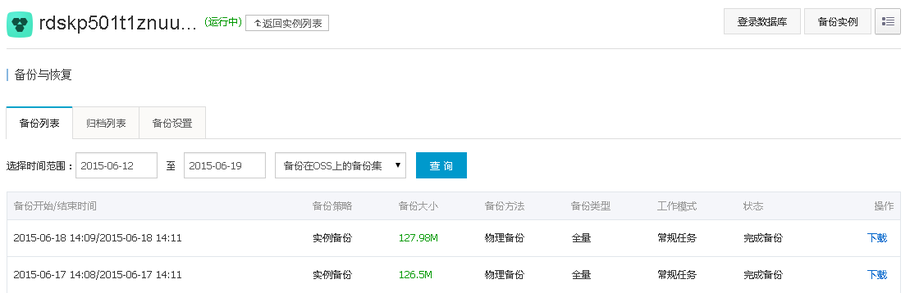 rdskp501t1znuu... (运行中) 返回实例列表 登录数据库 备份实例
备份与恢复
备份列表 归档列表 备份设置
选择时间范围： 2015-06-12 至 2015-06-19 备份在OSS上的备份集 查询
备份开始/结束时间 备份策略 备份大小 备份方法 备份类型 工作模式 状态 操作
2015-06-18 14:09/2015-06-18 14:11 实例备份 127.98M 物理备份 全量 常规任务 完成备份 下载
2015-06-17 14:08/2015-06-17 14:11 实例备份 126.5M 物理备份 全量 常规任务 完成备份 下载